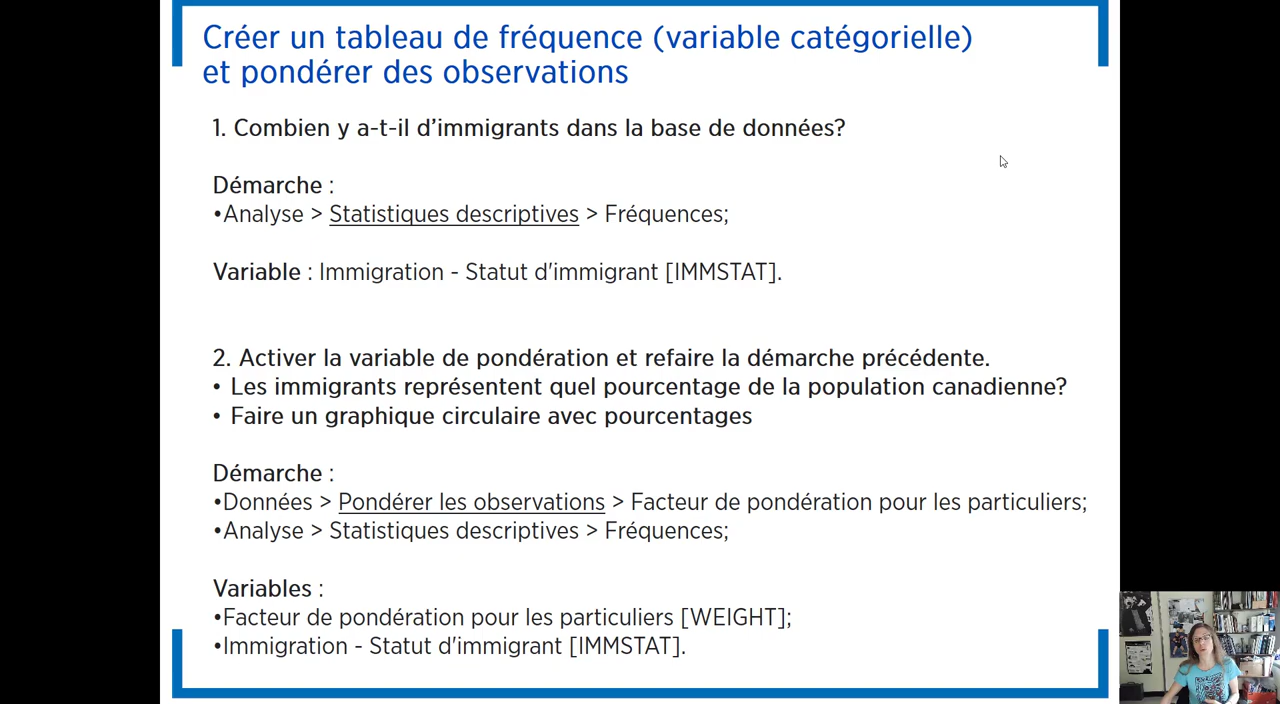 Créer un tableau de fréquence (variable catégorielle)
et pondérer des observations
1. Combien y a-t-il d’immigrants dans la base de données?
Démarche :
•Analyse > Statistiques descriptives > Fréquences;
Variable : Immigration - Statut d'immigrant [IMMSTAT].
2. Activer la variable de pondération et refaire la démarche précédente.
• Les immigrants représentent quel pourcentage de la population canadienne?
• Faire un graphique circulaire avec pourcentages
Démarche :
•Données > Pondérer les observations > Facteur de pondération pour les particuliers;
•Analyse > Statistiques descriptives > Fréquences;
Variables :
•Facteur de pondération pour les particuliers [WEIGHT];
•Immigration - Statut d'immigrant [IMMSTAT].